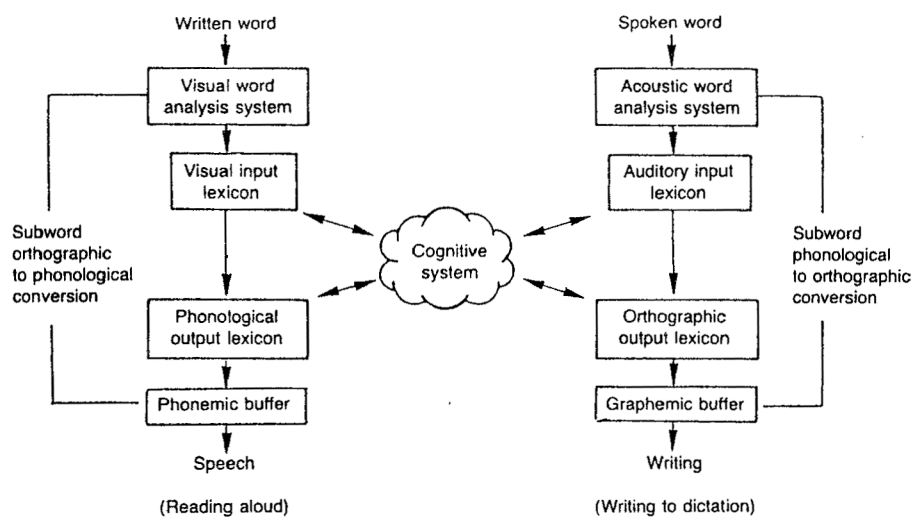 Written word
Spoken word
Visual word
analysis system
Acoustic word
analysis system
Visual input
lexicon
Auditory input
lexicon
Subword
orthographic
to phonological
conversion
Cognitive
system
Subword
phonological
to orthographic
conversion
Phonological
output lexicon
Orthographic
output lexicon
Phonemic buffer
Graphemic buffer
Speech
Writing
(Reading aloud)
(Writing to dictation)